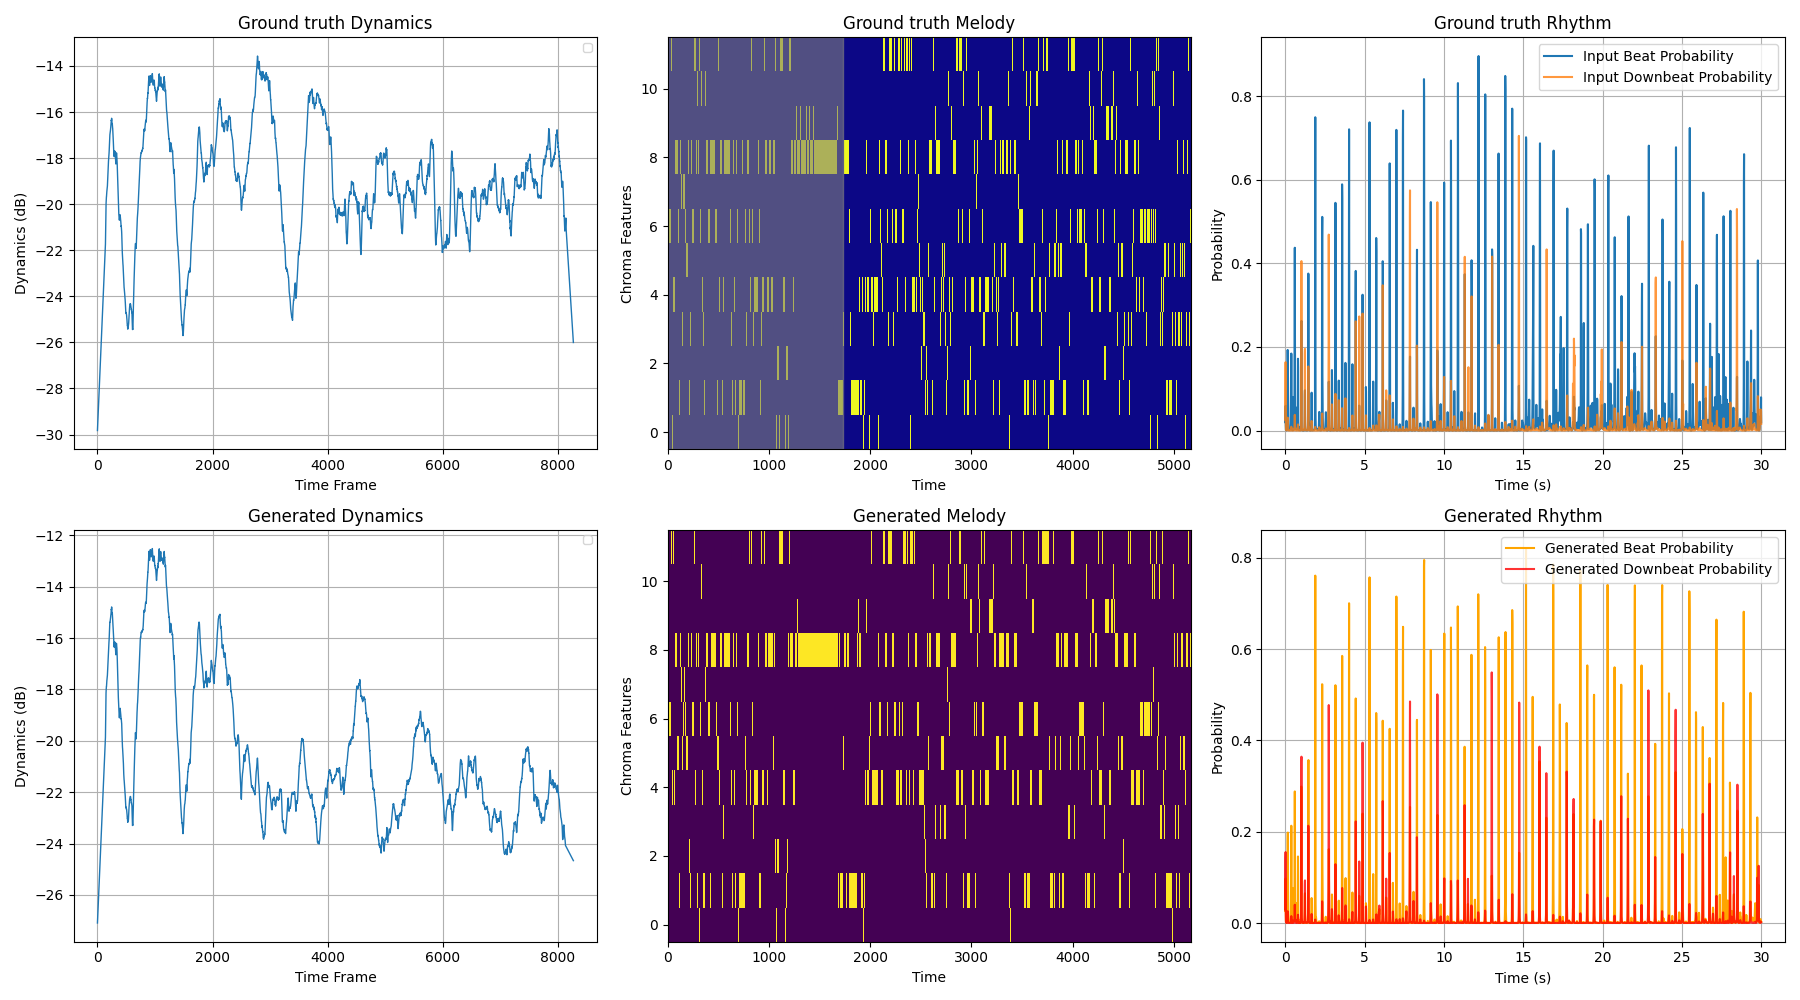 Ground truth Dynamics
Dynamics (dB)
−14
−16
−18
−20
−22
−24
−26
−28
−30
0 2000 4000 6000 8000
Time Frame
Ground truth Melody
Chroma Features
10
8
6
4
2
0
0 1000 2000 3000 4000 5000
Time
Ground truth Rhythm
Input Beat Probability
Input Downbeat Probability
Probability
0.8
0.6
0.4
0.2
0.0
0 5 10 15 20 25 30
Time (s)
Generated Dynamics
Dynamics (dB)
−12
−14
−16
−18
−20
−22
−24
−26
0 2000 4000 6000 8000
Time Frame
Generated Melody
Chroma Features
10
8
6
4
2
0
0 1000 2000 3000 4000 5000
Time
Generated Rhythm
Generated Beat Probability
Generated Downbeat Probability
Probability
0.8
0.6
0.4
0.2
0.0
0 5 10 15 20 25 30
Time (s)